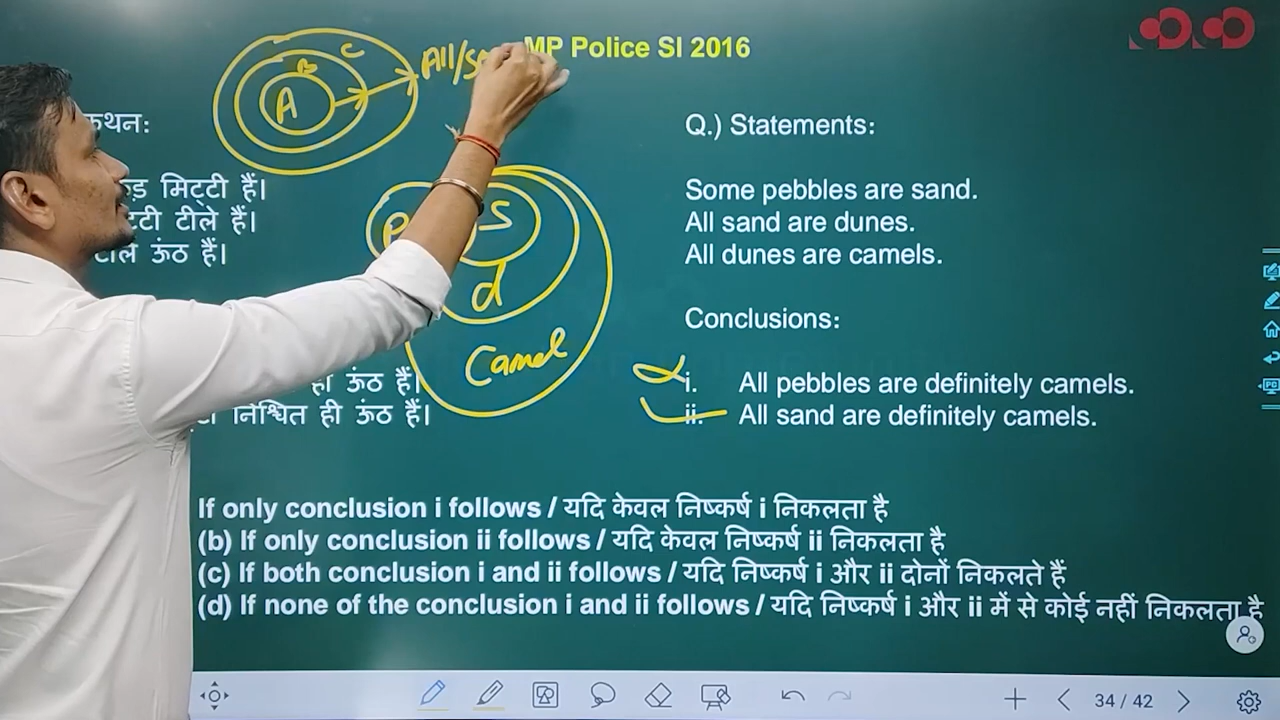 MP Police SI 2016
A B C All/So
कथन:
Q.) Statements:
मिट्टी हैं।
Some pebbles are sand.
टीले हैं।
All sand are dunes.
ऊंठ हैं।
All dunes are camels.
P S
d
Camel
Conclusions:
ही ऊंठ हैं।
i. All pebbles are definitely camels.
निश्चित ही ऊंठ हैं।
ii. All sand are definitely camels.
If only conclusion i follows / यदि केवल निष्कर्ष i निकलता है
(b) If only conclusion ii follows / यदि केवल निष्कर्ष ii निकलता है
(c) If both conclusion i and ii follows / यदि निष्कर्ष i और ii दोनों निकलते हैं
(d) If none of the conclusion i and ii follows / यदि निष्कर्ष i और ii में से कोई नहीं निकलता है
34 / 42